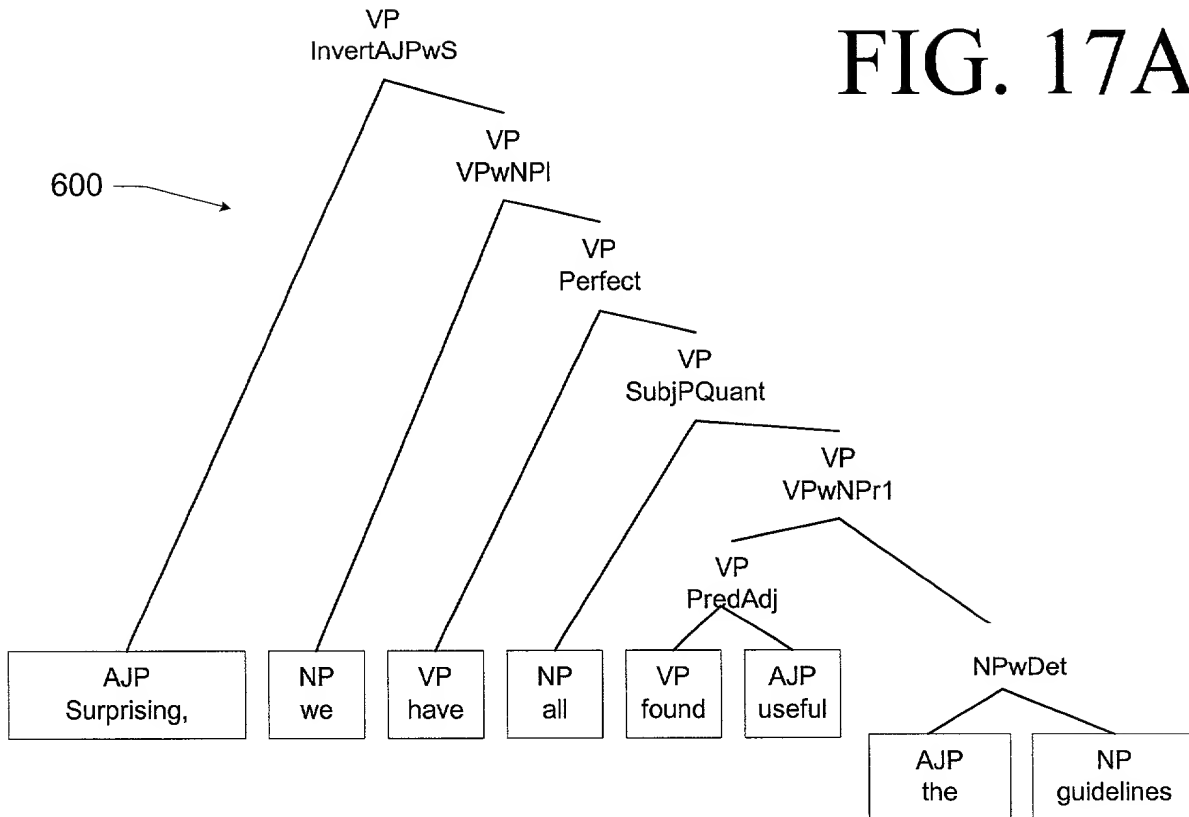 VP
InvertAJPwS
FIG. 17A
VP
VPwNPl
600
VP
Perfect
VP
SubjPQuant
VP
VPwNPr1
VP
PredAdj
AJP
Surprising,
NP
we
VP
have
NP
all
VP
found
AJP
useful
NPwDet
AJP
the
NP
guidelines